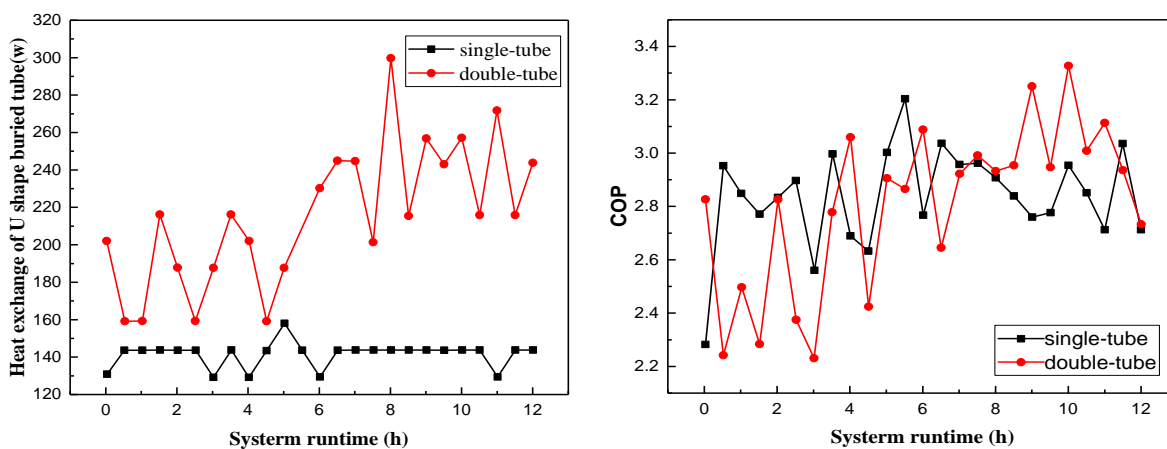 Heat exchange of U shape buried tube(w)
320
300
280
260
240
220
200
180
160
140
120
single-tube
double-tube
0 2 4 6 8 10 12
Systerm runtime (h)
COP
3.4
3.2
3.0
2.8
2.6
2.4
2.2
single-tube
double-tube
0 2 4 6 8 10 12
Systerm runtime (h)